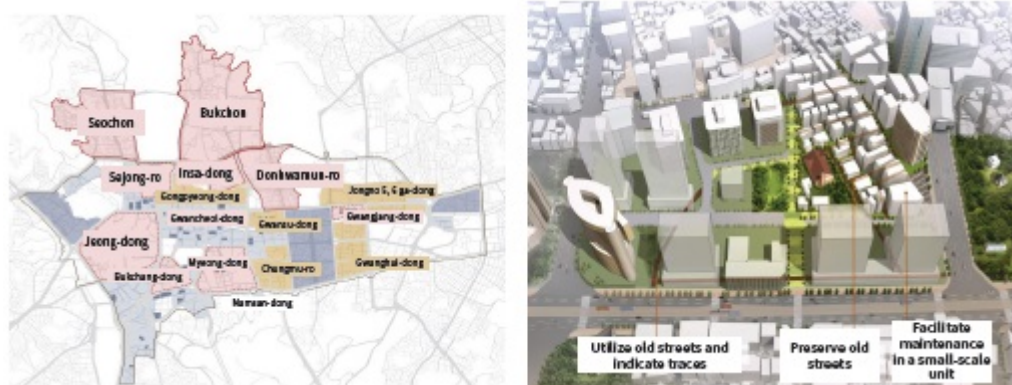 Seochon
Bukchon
Sejong-ro
Insa-dong
Donhwamun-ro
Gongpyeong-dong
Jongno 5, 6 ga-dong
Gwancheol-dong
Gwansu-dong
Gwangjang-dong
Jeong-dong
Myeong-dong
Chungmu-ro
Gwanghui-dong
Bukchang-dong
Namsan-dong
Utilize old streets and
indicate traces
Preserve old
streets
Facilitate
maintenance
in a small-scale
unit